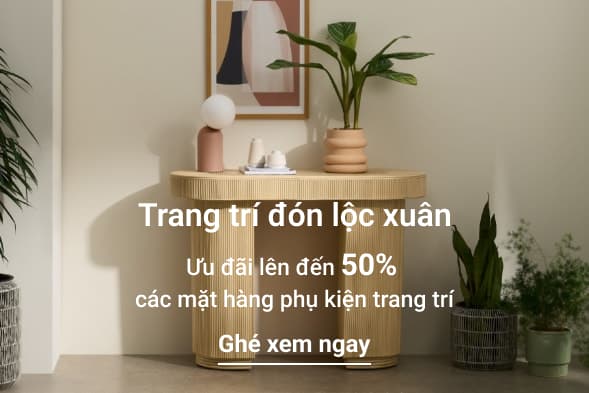 Trang trí đón lộc xuân
Ưu đãi lên đến 50%
các mặt hàng phụ kiện trang trí
Ghé xem ngay